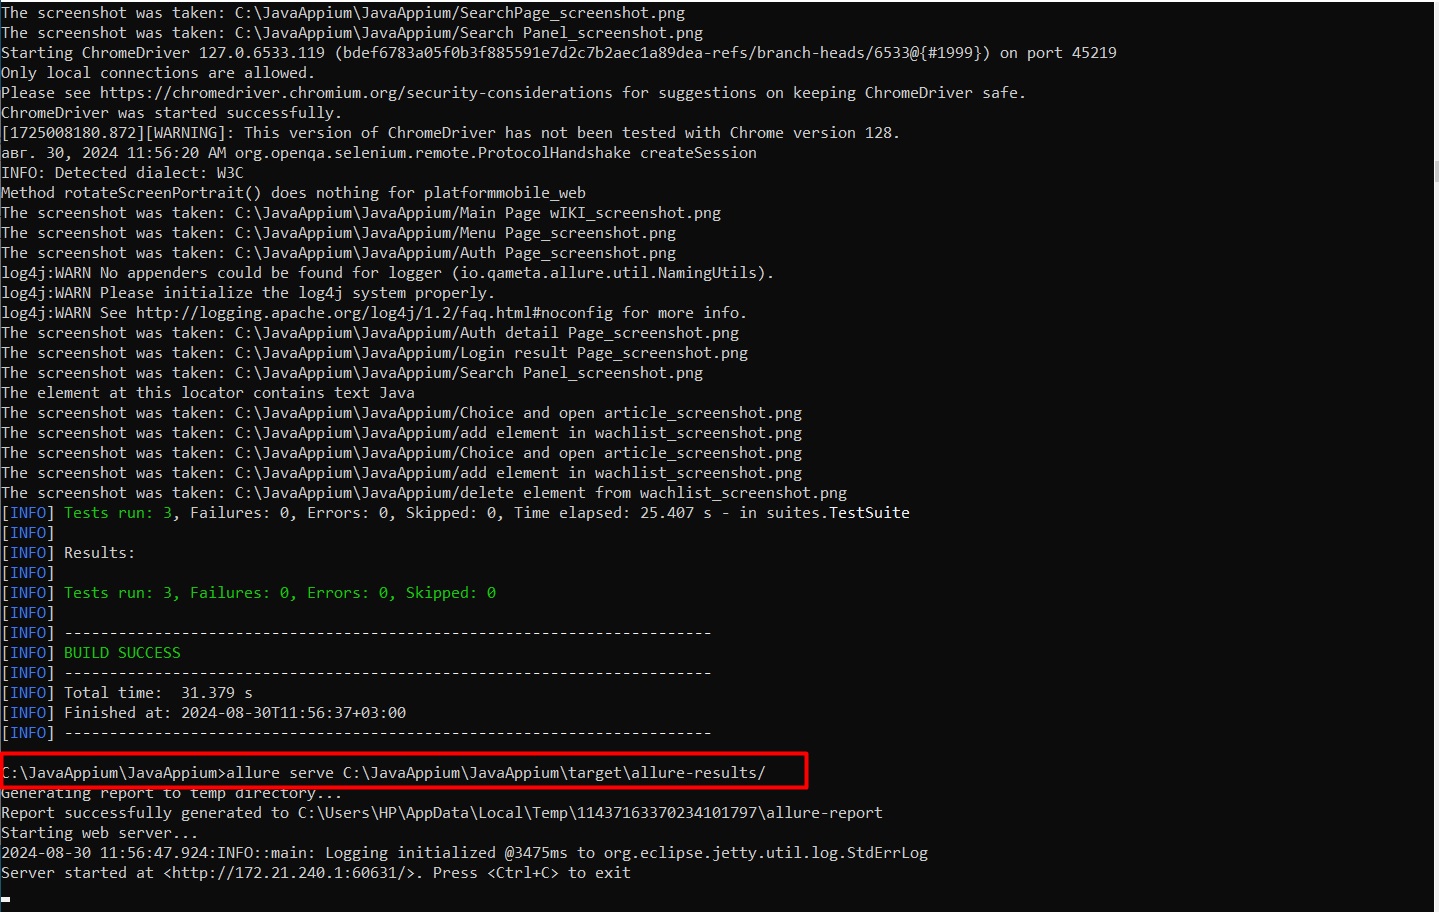 The screenshot was taken: C:\JavaAppium\JavaAppium/SearchPage_screenshot.png
The screenshot was taken: C:\JavaAppium\JavaAppium/Search Panel_screenshot.png
Starting ChromeDriver 127.0.6533.119 (bdef6783a05f0b3f885591e7d2c7b2aec1a89dea-refs/branch-heads/6533@{#1999}) on port 45219
Only local connections are allowed.
Please see https://chromedriver.chromium.org/security-considerations for suggestions on keeping ChromeDriver safe.
ChromeDriver was started successfully.
[1725008180.872][WARNING]: This version of ChromeDriver has not been tested with Chrome version 128.
авг. 30, 2024 11:56:20 AM org.openqa.selenium.remote.ProtocolHandshake createSession
INFO: Detected dialect: W3C
Method rotateScreenPortrait() does nothing for platformmobile_web
The screenshot was taken: C:\JavaAppium\JavaAppium/Main Page wIKI_screenshot.png
The screenshot was taken: C:\JavaAppium\JavaAppium/Menu Page_screenshot.png
The screenshot was taken: C:\JavaAppium\JavaAppium/Auth Page_screenshot.png
log4j:WARN No appenders could be found for logger (io.qameta.allure.util.NamingUtils).
log4j:WARN Please initialize the log4j system properly.
log4j:WARN See http://logging.apache.org/log4j/1.2/faq.html#noconfig for more info.
The screenshot was taken: C:\JavaAppium\JavaAppium/Auth detail Page_screenshot.png
The screenshot was taken: C:\JavaAppium\JavaAppium/Login result Page_screenshot.png
The screenshot was taken: C:\JavaAppium\JavaAppium/Search Panel_screenshot.png
The element at this locator contains text Java
The screenshot was taken: C:\JavaAppium\JavaAppium/Choice and open article_screenshot.png
The screenshot was taken: C:\JavaAppium\JavaAppium/add element in wachlist_screenshot.png
The screenshot was taken: C:\JavaAppium\JavaAppium/Choice and open article_screenshot.png
The screenshot was taken: C:\JavaAppium\JavaAppium/add element in wachlist_screenshot.png
The screenshot was taken: C:\JavaAppium\JavaAppium/delete element from wachlist_screenshot.png
[INFO] Tests run: 3, Failures: 0, Errors: 0, Skipped: 0, Time elapsed: 25.407 s - in suites.TestSuite
[INFO]
[INFO] Results:
[INFO]
[INFO] Tests run: 3, Failures: 0, Errors: 0, Skipped: 0
[INFO]
[INFO] ------------------------------------------------------------------------
[INFO] BUILD SUCCESS
[INFO] ------------------------------------------------------------------------
[INFO] Total time:  31.379 s
[INFO] Finished at: 2024-08-30T11:56:37+03:00
[INFO] ------------------------------------------------------------------------
C:\JavaAppium\JavaAppium>allure serve C:\JavaAppium\JavaAppium\target\allure-results/
Generating report to temp directory...
Report successfully generated to C:\Users\HP\AppData\Local\Temp\11437163370234101797\allure-report
Starting web server...
2024-08-30 11:56:47.924:INFO::main: Logging initialized @3475ms to org.eclipse.jetty.util.log.StdErrLog
Server started at <http://172.21.240.1:60631/>. Press <Ctrl+C> to exit